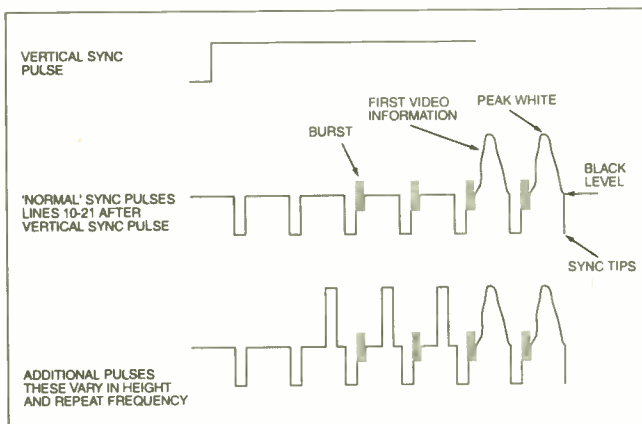 VERTICAL SYNC
PULSE
FIRST VIDEO
INFORMATION
PEAK WHITE
BURST
BLACK
LEVEL
'NORMAL' SYNC PULSES
LINES 10-21 AFTER
VERTICAL SYNC PULSE
SYNC TIPS
ADDITIONAL PULSES
THESE VARY IN HEIGHT
AND REPEAT FREQUENCY